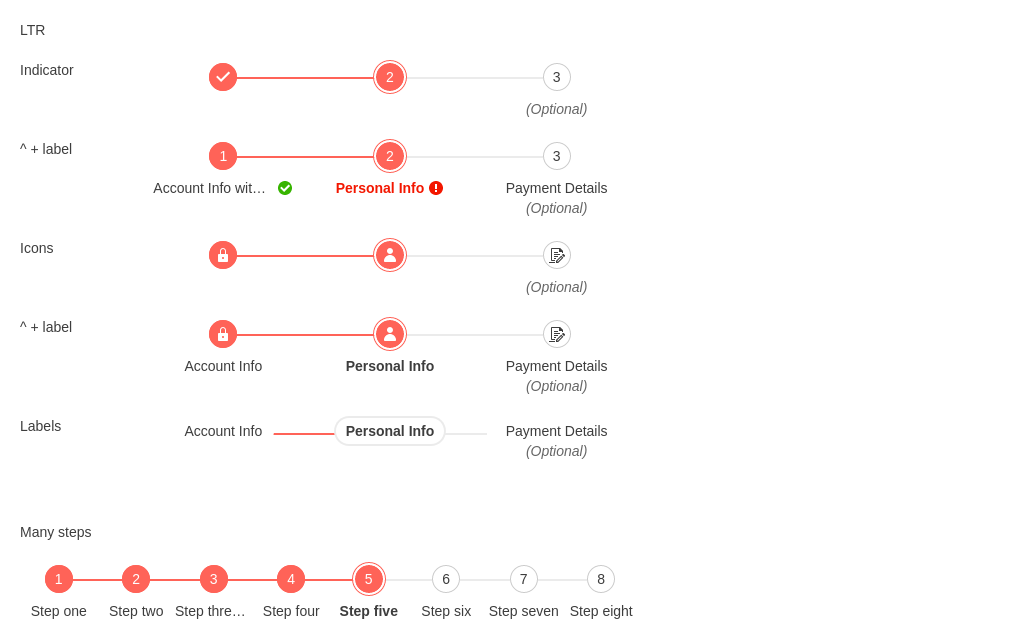 LTR
Indicator
2
3
(Optional)
^ + label
1
2
3
Account Info wit…
Personal Info
Payment Details
(Optional)
Icons
(Optional)
^ + label
Account Info
Personal Info
Payment Details
(Optional)
Labels
Account Info
Personal Info
Payment Details
(Optional)
Many steps
1 2 3 4 5 6 7 8
Step one Step two Step thre… Step four Step five Step six Step seven Step eight